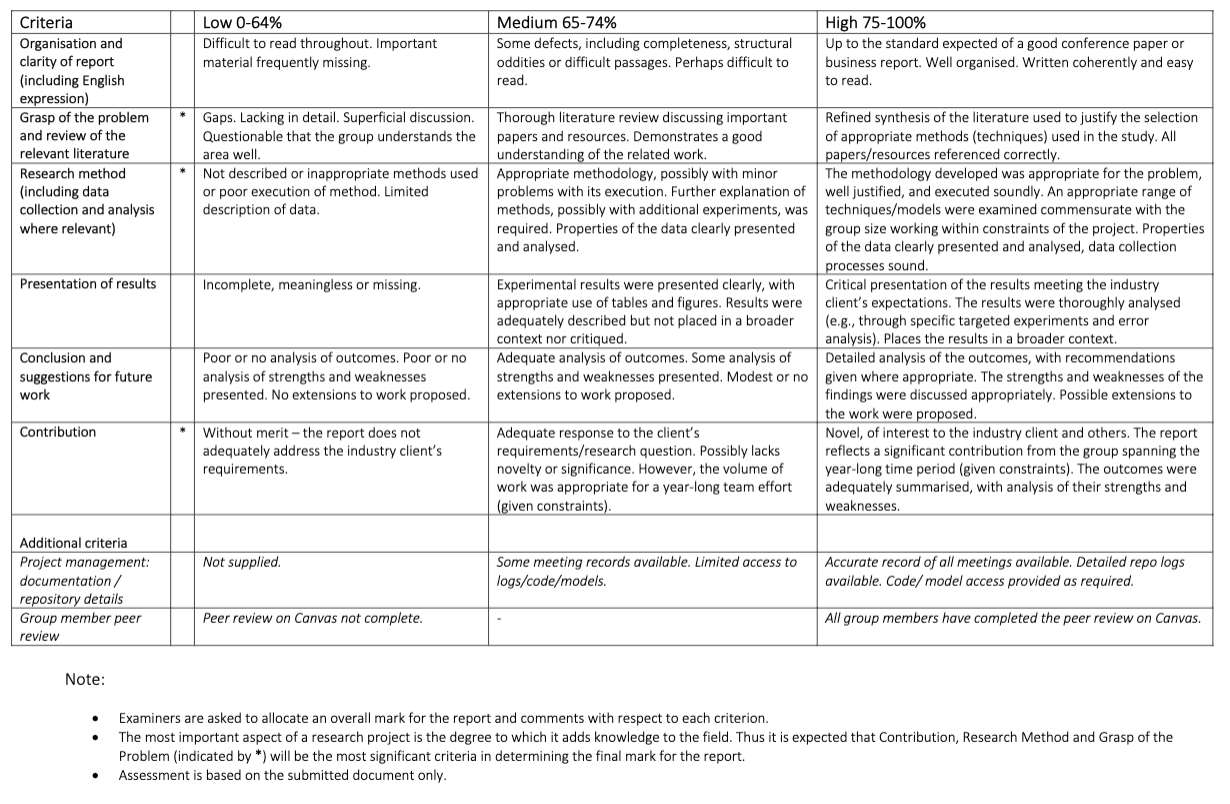 Criteria
Low 0-64%
Medium 65-74%
High 75-100%
Organisation and
clarity of report
(including English
expression)
Difficult to read throughout. Important
material frequently missing.
Some defects, including completeness, structural
oddities or difficult passages. Perhaps difficult to
read.
Up to the standard expected of a good conference paper or
business report. Well organised. Written coherently and easy
to read.
Grasp of the problem
and review of the
relevant literature
*
Gaps. Lacking in detail. Superficial discussion.
Questionable that the group understands the
area well.
Thorough literature review discussing important
papers and resources. Demonstrates a good
understanding of the related work.
Refined synthesis of the literature used to justify the selection
of appropriate methods (techniques) used in the study. All
papers/resources referenced correctly.
Research method
(including data
collection and analysis
where relevant)
*
Not described or inappropriate methods used
or poor execution of method. Limited
description of data.
Appropriate methodology, possibly with minor
problems with its execution. Further explanation of
methods, possibly with additional experiments, was
required. Properties of the data clearly presented
and analysed.
The methodology developed was appropriate for the problem,
well justified, and executed soundly. An appropriate range of
techniques/models were examined commensurate with the
group size working within constraints of the project. Properties
of the data clearly presented and analysed, data collection
processes sound.
Presentation of results
Incomplete, meaningless or missing.
Experimental results were presented clearly, with
appropriate use of tables and figures. Results were
adequately described but not placed in a broader
context nor critiqued.
Critical presentation of the results meeting the industry
client's expectations. The results were thoroughly analysed
(e.g., through specific targeted experiments and error
analysis). Places the results in a broader context.
Conclusion and
suggestions for future
work
Poor or no analysis of outcomes. Poor or no
analysis of strengths and weaknesses
presented. No extensions to work proposed.
Adequate analysis of outcomes. Some analysis of
strengths and weaknesses presented. Modest or no
extensions to work proposed.
Detailed analysis of the outcomes, with recommendations
given where appropriate. The strengths and weaknesses of the
findings were discussed appropriately. Possible extensions to
the work were proposed.
Contribution
*
Without merit – the report does not
adequately address the industry client's
requirements.
Adequate response to the client's
requirements/research question. Possibly lacks
novelty or significance. However, the volume of
work was appropriate for a year-long team effort
(given constraints).
Novel, of interest to the industry client and others. The report
reflects a significant contribution from the group spanning the
year-long time period (given constraints). The outcomes were
adequately summarised, with analysis of their strengths and
weaknesses.
Additional criteria
Project management:
documentation /
repository details
Not supplied.
Some meeting records available. Limited access to
logs/code/models.
Accurate record of all meetings available. Detailed repo logs
available. Code/ model access provided as required.
Group member peer
review
Peer review on Canvas not complete.
-
All group members have completed the peer review on Canvas.
Note:
• Examiners are asked to allocate an overall mark for the report and comments with respect to each criterion.
• The most important aspect of a research project is the degree to which it adds knowledge to the field. Thus it is expected that Contribution, Research Method and Grasp of the
Problem (indicated by *) will be the most significant criteria in determining the final mark for the report.
• Assessment is based on the submitted document only.